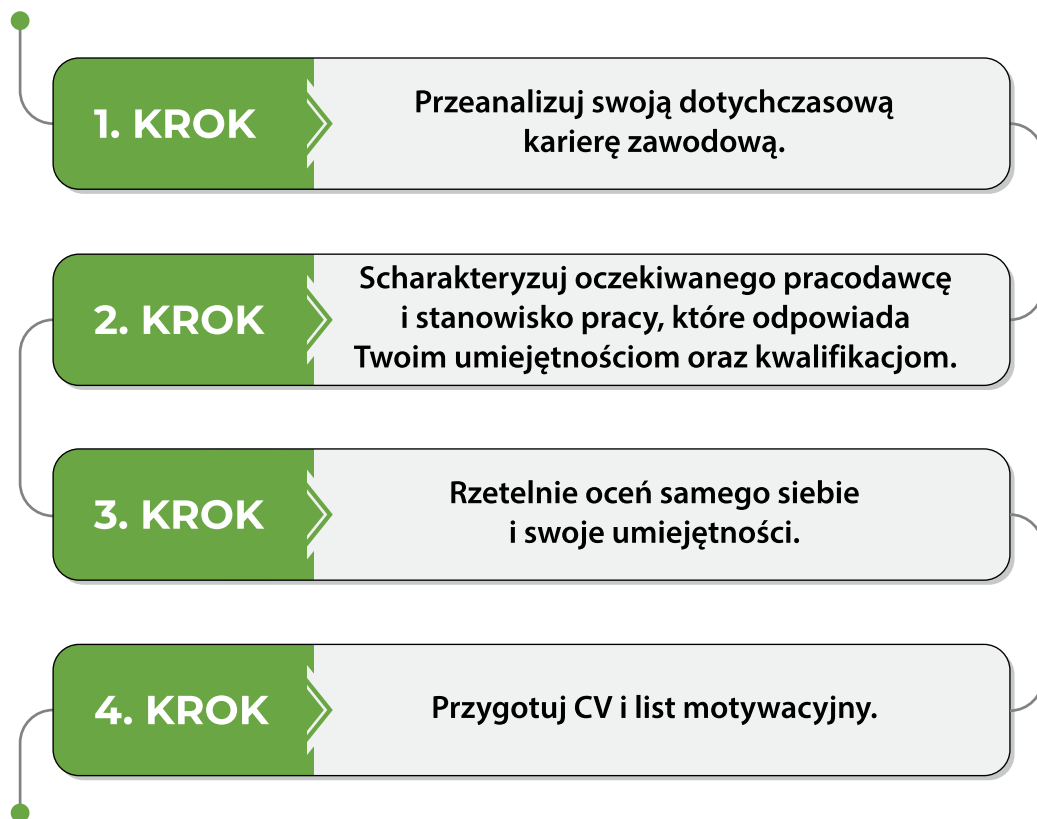 1. KROK
Przeanalizuj swoją dotychczasową
karierę zawodową.
2. KROK
Scharakteryzuj oczekiwanego pracodawcę
i stanowisko pracy, które odpowiada
Twoim umiejętnościom oraz kwalifikacjom.
3. KROK
Rzetelnie oceń samego siebie
i swoje umiejętności.
4. KROK
Przygotuj CV i list motywacyjny.